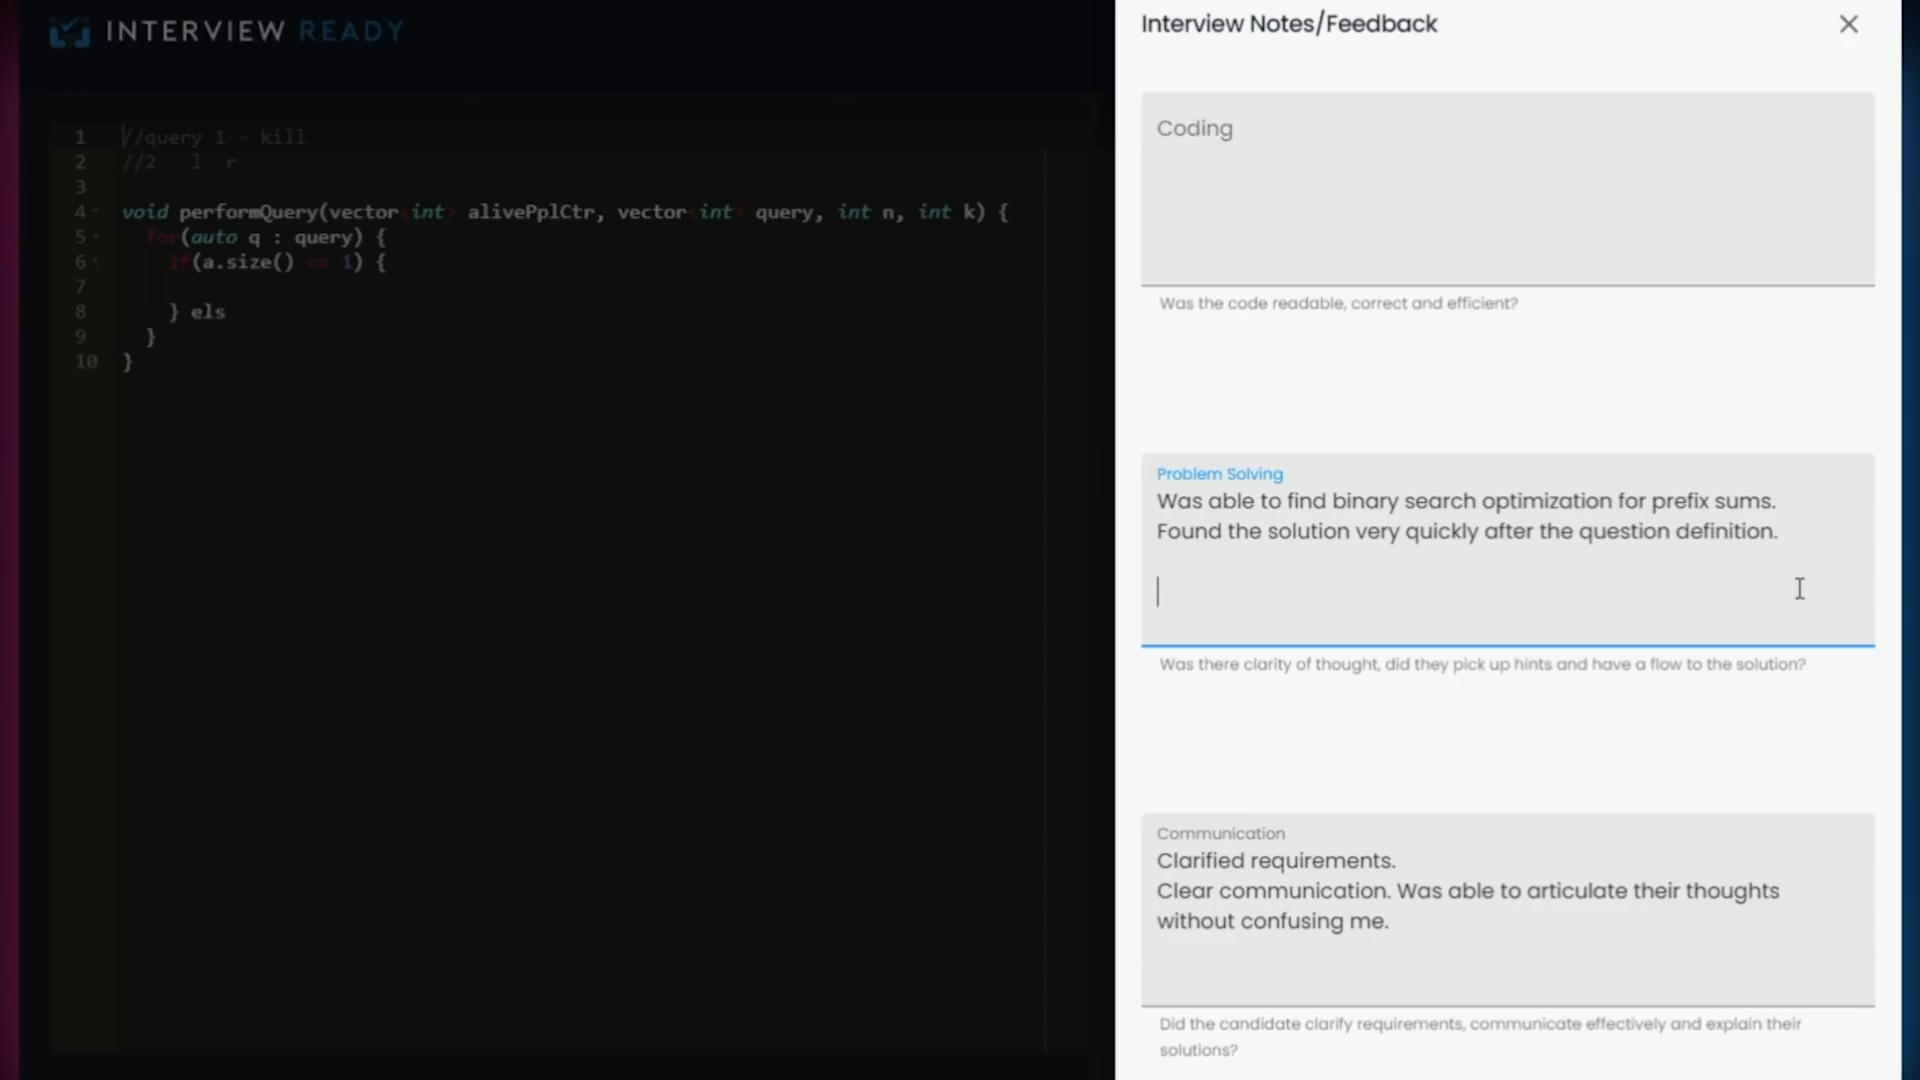 INTERVIEW READY
1 //query 1 - kill
2 //2 l r
3
4 void performQuery(vector<int> alivePplCtr, vector<int> query, int n, int k) {
5 for(auto q : query) {
6 if(a.size() == 1) {
7
8 } els
9 }
10 }
Interview Notes/Feedback
Coding
Was the code readable, correct and efficient?
Problem Solving
Was able to find binary search optimization for prefix sums.
Found the solution very quickly after the question definition.
Was there clarity of thought, did they pick up hints and have a flow to the solution?
Communication
Clarified requirements.
Clear communication. Was able to articulate their thoughts
without confusing me.
Did the candidate clarify requirements, communicate effectively and explain their
solutions?